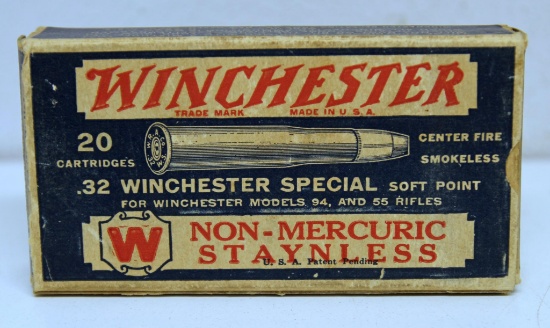 WINCHESTER
TRADE MARK MADE IN U.S.A.
20
CARTRIDGES
CENTER FIRE
SMOKELESS
.32 WINCHESTER SPECIAL SOFT POINT
FOR WINCHESTER MODELS 94, AND 55 RIFLES
W
NON-MERCURIC
STAYNLESS
U. S. A. Patent Pending